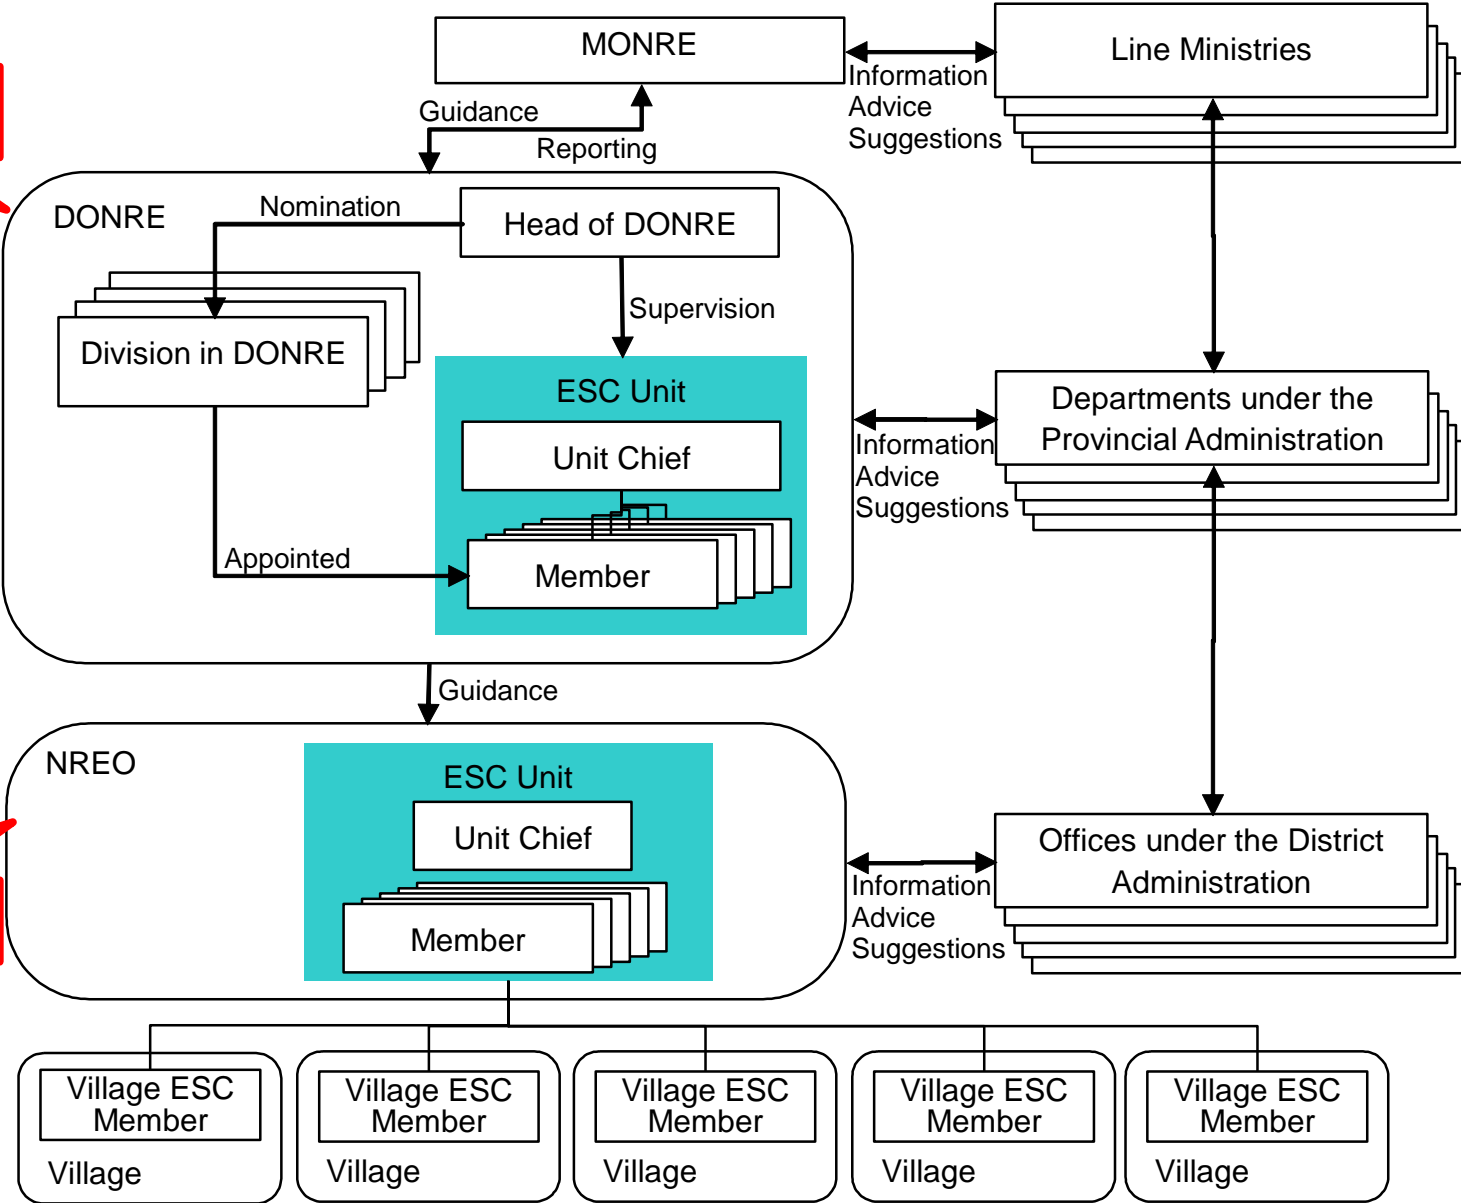 MONRE
Line Ministries
Information
Advice
Suggestions
Guidance
Reporting
DONRE
Nomination
Head of DONRE
Supervision
Division in DONRE
ESC Unit
Unit Chief
Member
Appointed
Information
Advice
Suggestions
Departments under the
Provincial Administration
Guidance
NREO
ESC Unit
Unit Chief
Member
Information
Advice
Suggestions
Offices under the District
Administration
Village ESC
Member
Village
Village ESC
Member
Village
Village ESC
Member
Village
Village ESC
Member
Village
Village ESC
Member
Village